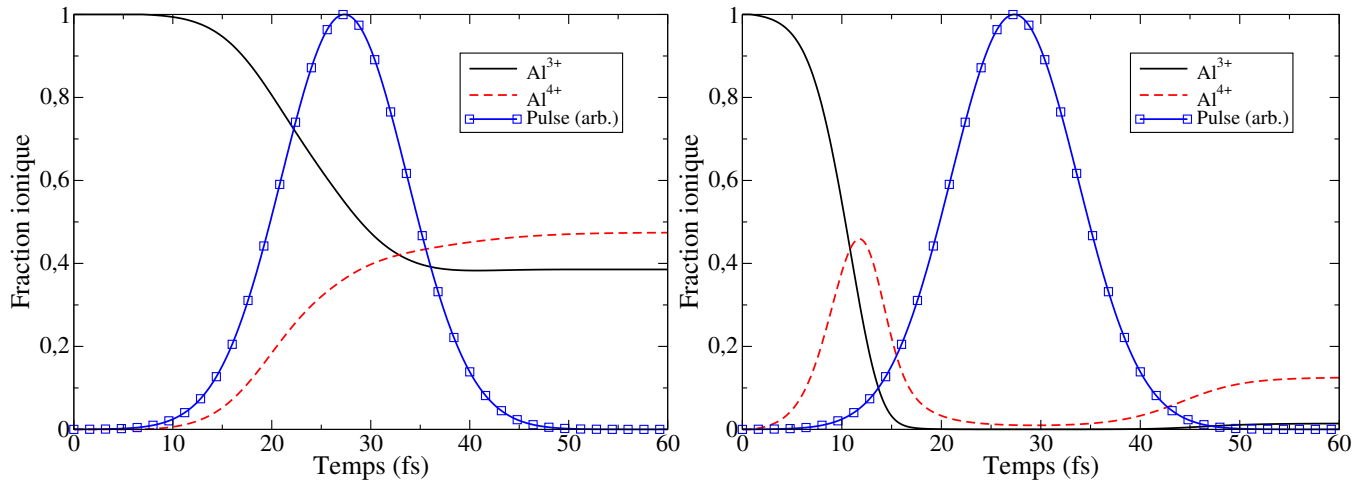 1
0,8
0,6
0,4
0,2
0
Fraction ionique
0 10 20 30 40 50 60
Temps (fs)
Al3+
Al4+
Pulse (arb.)
1
0,8
0,6
0,4
0,2
0
Fraction ionique
0 10 20 30 40 50 60
Temps (fs)
Al3+
Al4+
Pulse (arb.)